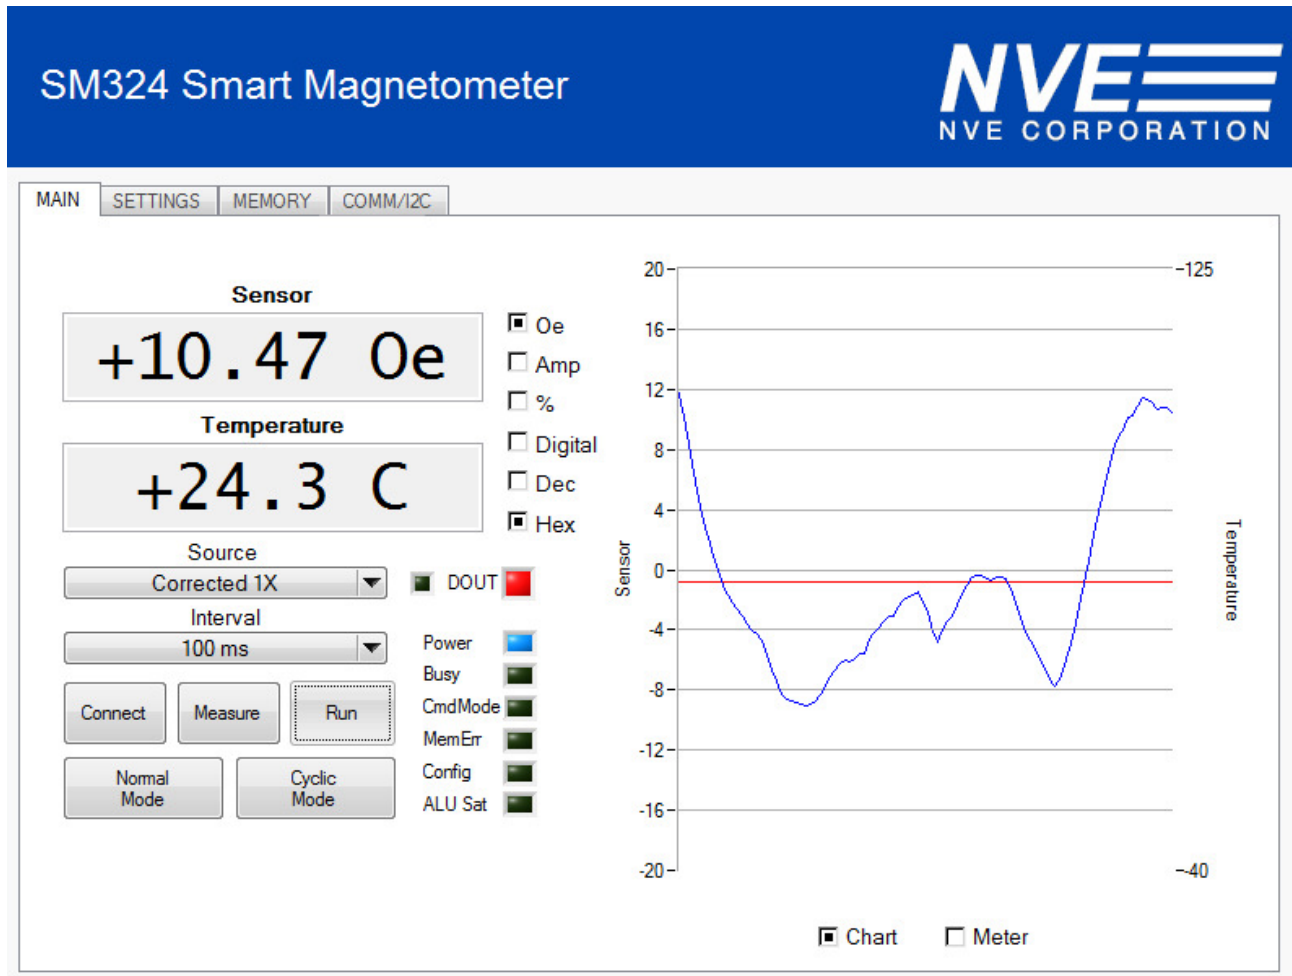 SM324 Smart Magnetometer
NVE
NVE CORPORATION
MAIN SETTINGS MEMORY COMM/I2C
Sensor
+10.47 Oe
Temperature
+24.3 C
Oe
Amp
%
Digital
Dec
Hex
Source
Corrected 1X
DOUT
Interval
100 ms
Connect Measure Run
Normal Mode
Cyclic Mode
Power
Busy
CmdMode
MemErr
Config
ALU Sat
Sensor
20
16
12
8
4
0
-4
-8
-12
-16
-20
125
-40
Temperature
Chart Meter